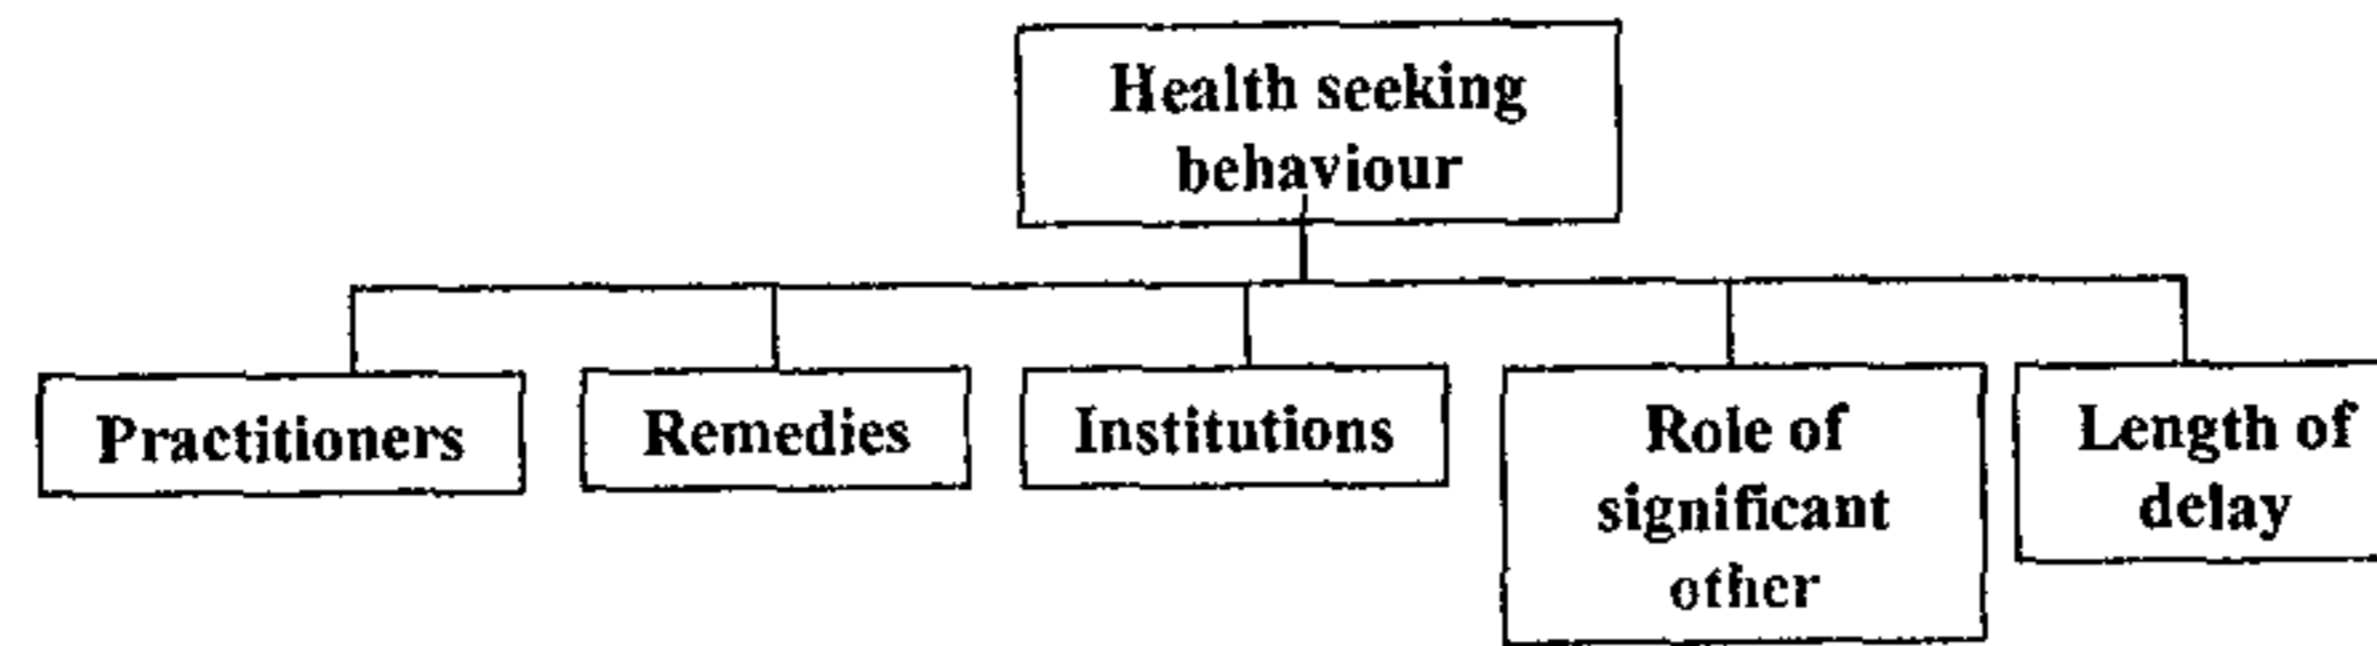 Health seeking
behaviour
Practitioners
Remedies
Institutions
Role of
significant
other
Length of
delay